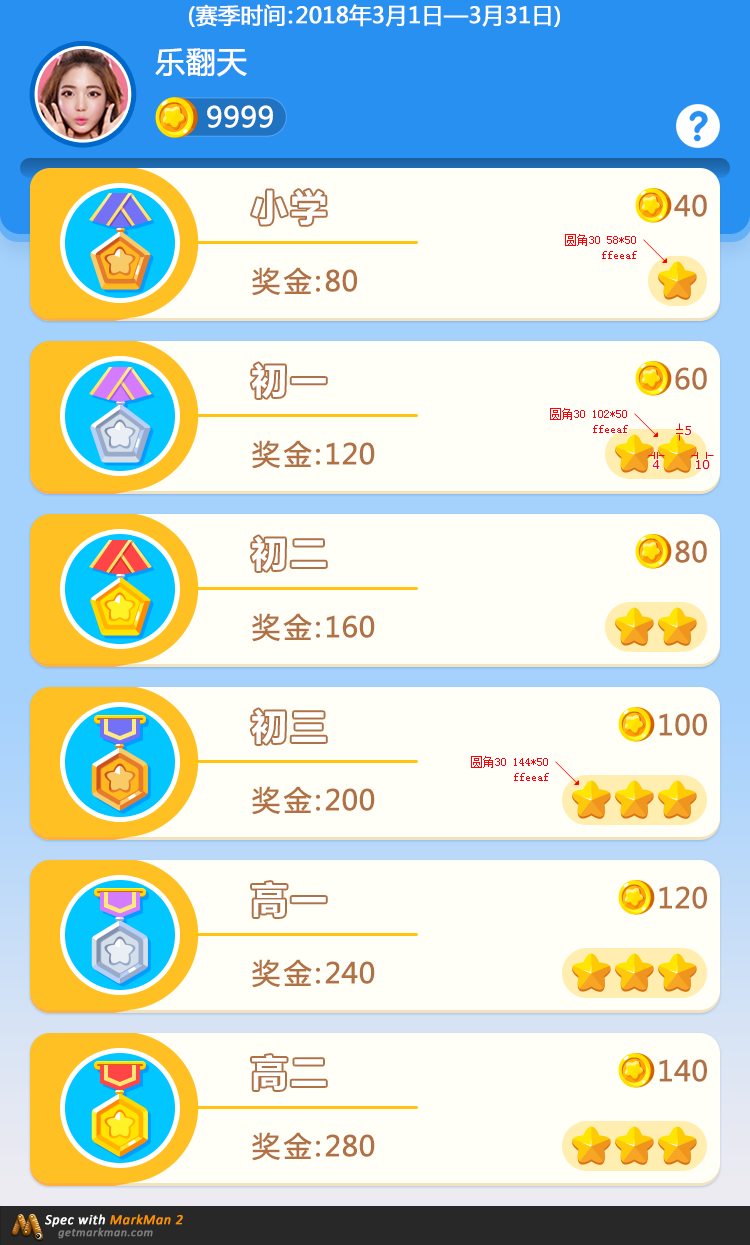 (赛季时间:2018年3月1日—3月31日)
乐翻天
9999
?
小学
40
圆角30 58*50
ffeeaf
奖金:80
初一
60
圆角30 102*50
ffeeaf
5
4
10
奖金:120
初二
80
奖金:160
初三
100
圆角30 144*50
ffeeaf
奖金:200
高一
120
奖金:240
高二
140
奖金:280
Spec with MarkMan 2
getmarkman.com